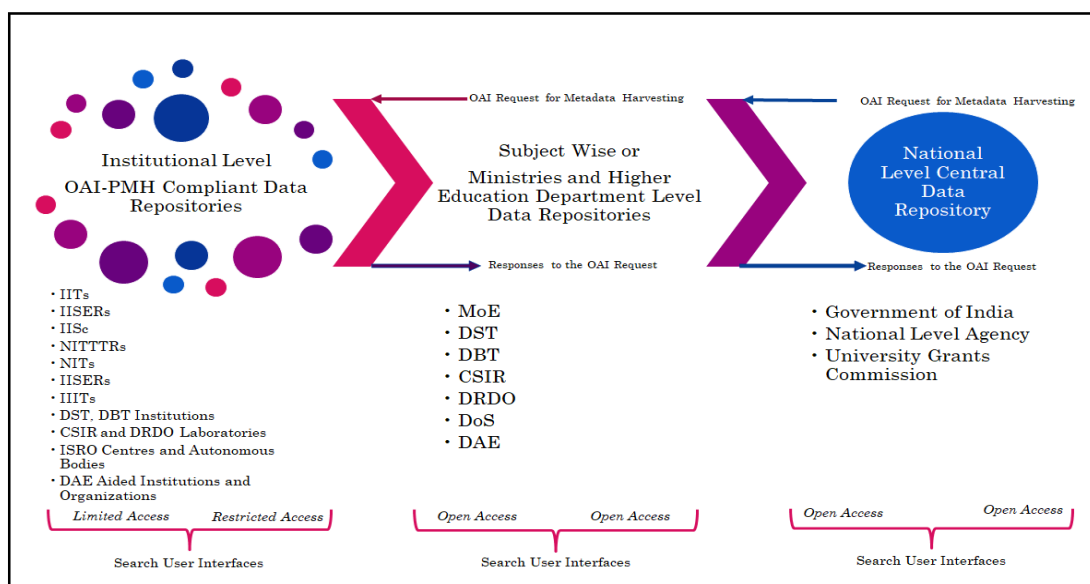 Institutional Level
OAI-PMH Compliant Data
Repositories
• IITs
• IISERs
• IISc
• NITTTRs
• NITs
• IISERs
• IIITs
• DST, DBT Institutions
• CSIR and DRDO Laboratories
• ISRO Centres and Autonomous
Bodies
• DAE Aided Institutions and
Organizations
Limited Access
Restricted Access
Search User Interfaces
OAI Request for Metadata Harvesting
Subject Wise or
Ministries and Higher
Education Department Level
Data Repositories
Responses to the OAI Request
• MoE
• DST
• DBT
• CSIR
• DRDO
• DoS
• DAE
Open Access
Open Access
Search User Interfaces
OAI Request for Metadata Harvesting
National
Level Central
Data
Repository
Responses to the OAI Request
• Government of India
• National Level Agency
• University Grants
Commission
Open Access
Open Access
Search User Interfaces